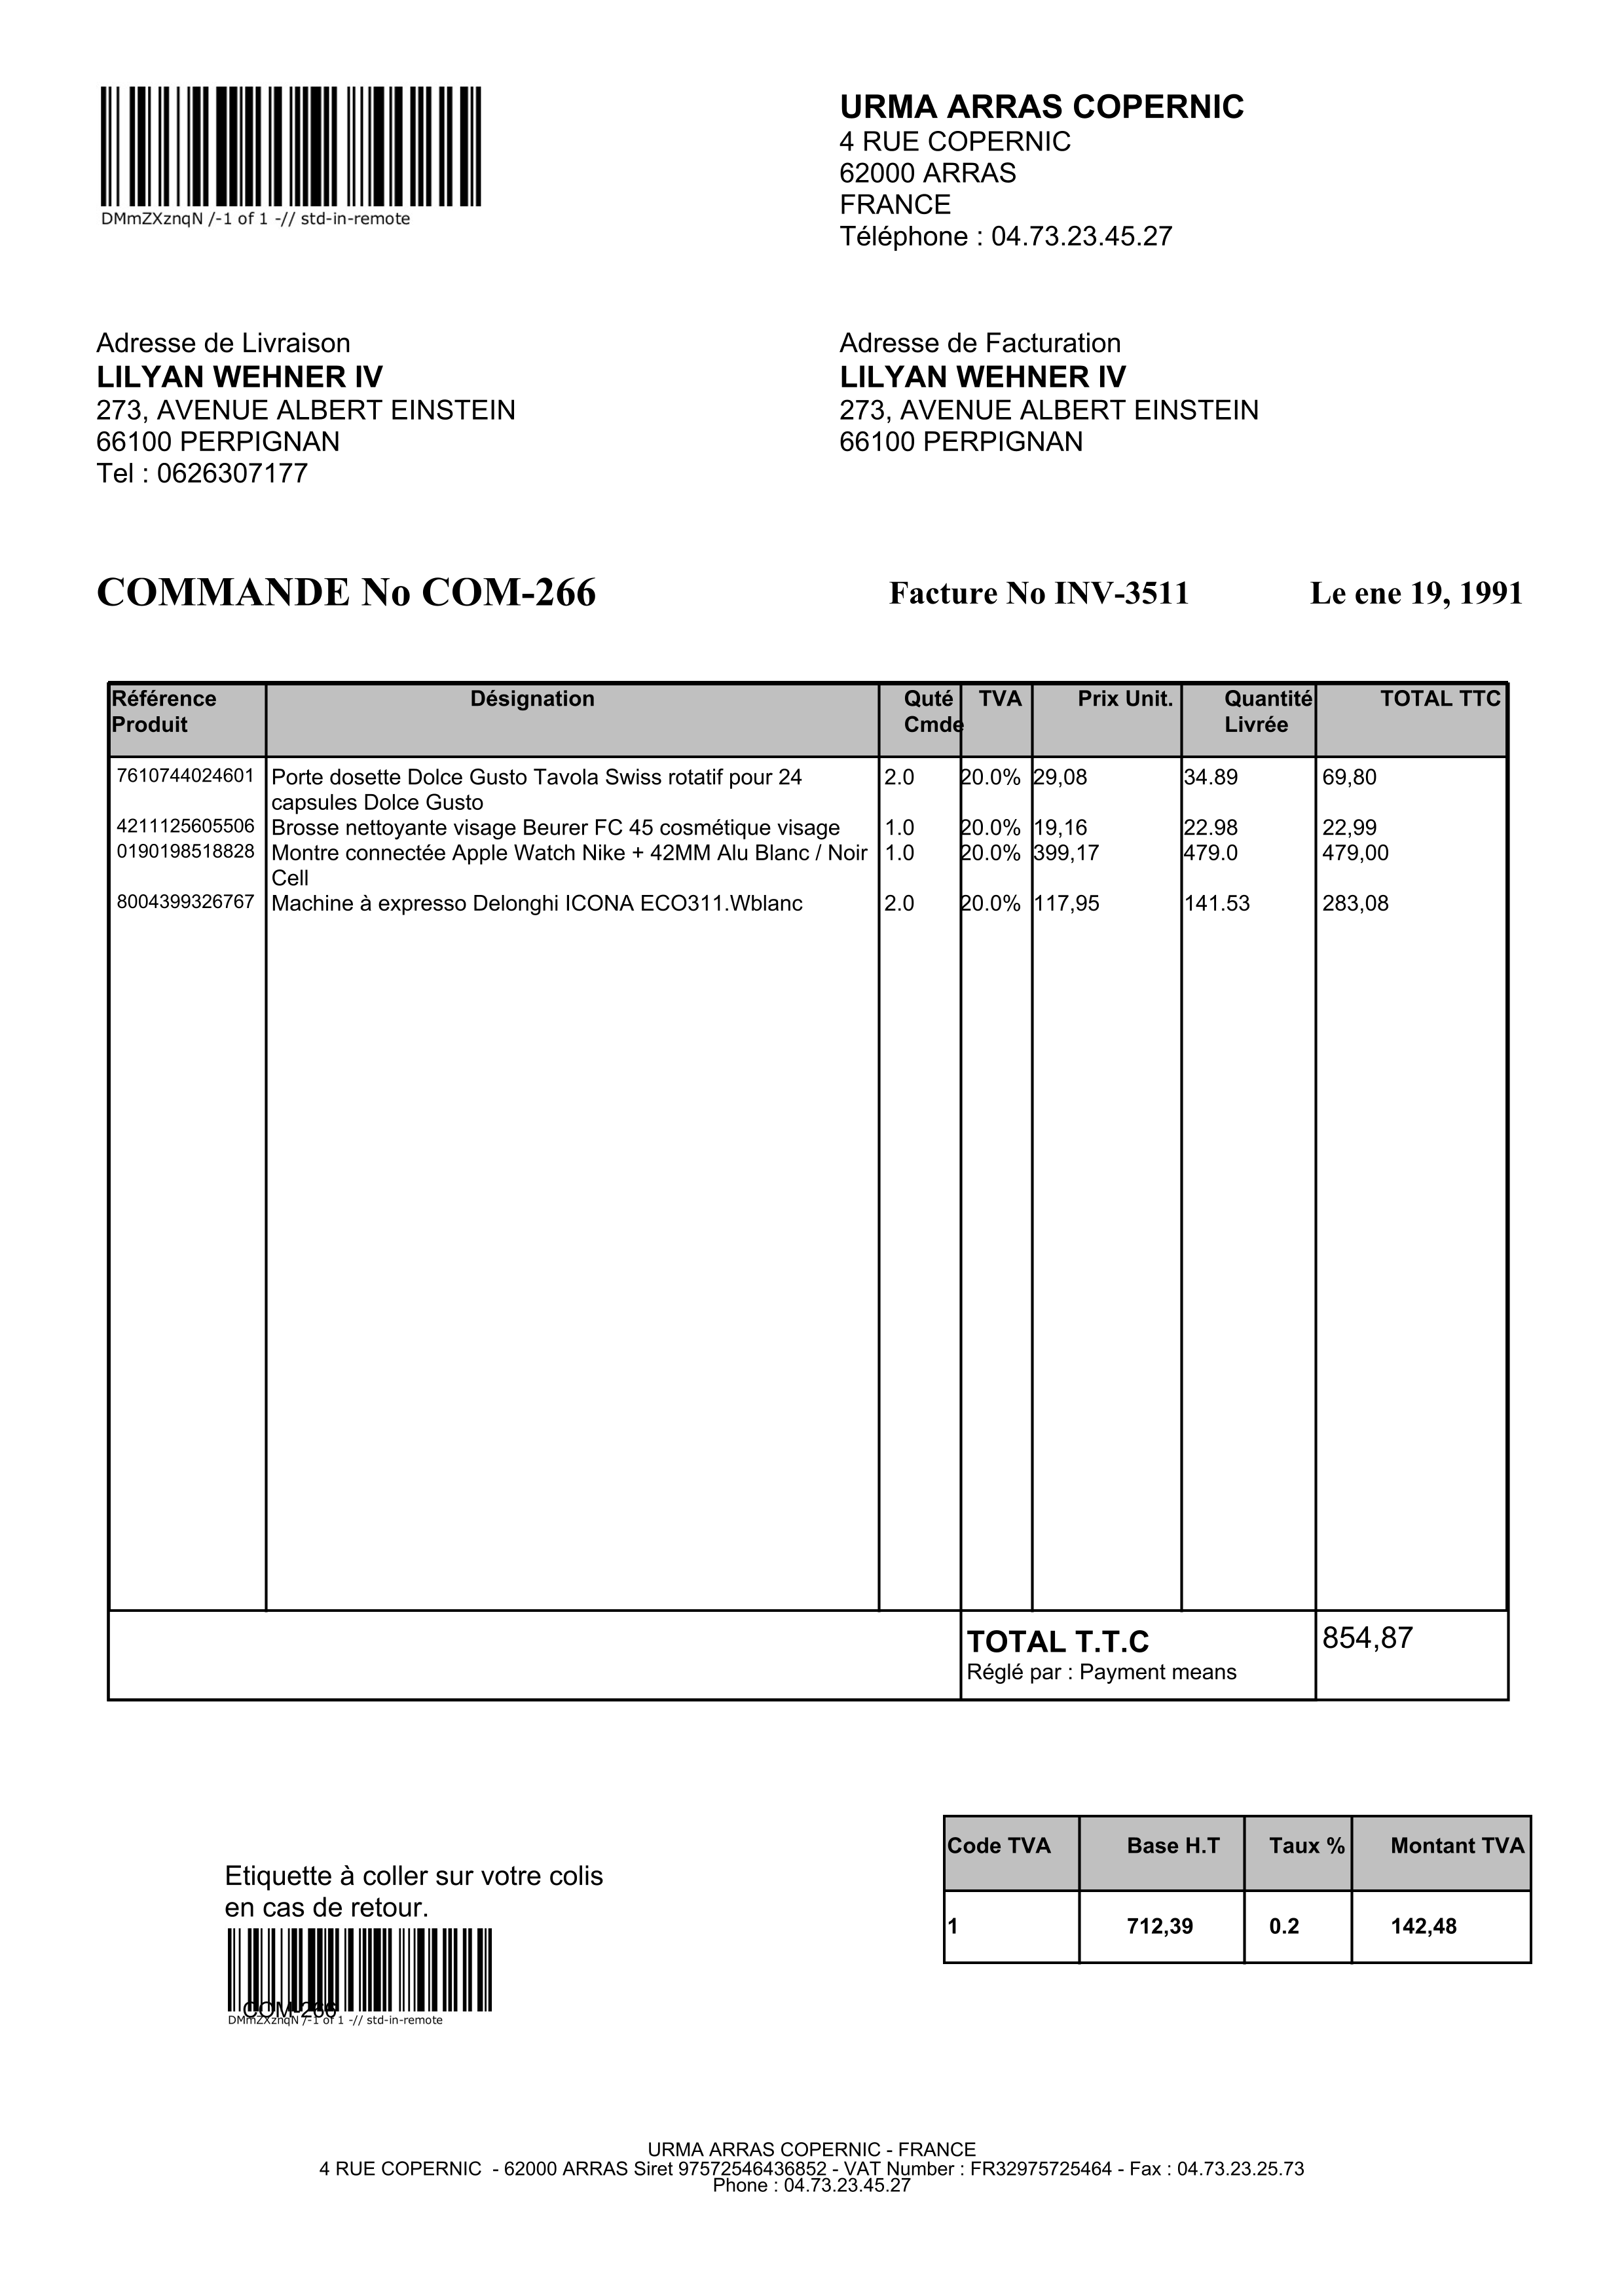 DMmZXznqN /-1 of 1 -// std-in-remote
URMA ARRAS COPERNIC
4 RUE COPERNIC
62000 ARRAS
FRANCE
Téléphone : 04.73.23.45.27
Adresse de Livraison
LILYAN WEHNER IV
273, AVENUE ALBERT EINSTEIN
66100 PERPIGNAN
Tel : 0626307177
Adresse de Facturation
LILYAN WEHNER IV
273, AVENUE ALBERT EINSTEIN
66100 PERPIGNAN
COMMANDE No COM-266 Facture No INV-3511 Le ene 19, 1991
Référence Désignation Quté TVA Prix Unit. Quantité TOTAL TTC
Produit Cmde Livrée
7610744024601 Porte dosette Dolce Gusto Tavola Swiss rotatif pour 24 2.0 20.0% 29,08 34.89 69,80
capsules Dolce Gusto
4211125605506 Brosse nettoyante visage Beurer FC 45 cosmétique visage 1.0 20.0% 19,16 22.98 22,99
0190198518828 Montre connectée Apple Watch Nike + 42MM Alu Blanc / Noir 1.0 20.0% 399,17 479.0 479,00
Cell
8004399326767 Machine à expresso Delonghi ICONA ECO311.Wblanc 2.0 20.0% 117,95 141.53 283,08
TOTAL T.T.C 854,87
Réglé par : Payment means
Code TVA Base H.T Taux % Montant TVA
1 712,39 0.2 142,48
Etiquette à coller sur votre colis
en cas de retour.
COM-266
DMmZXznqN /-1 of 1 -// std-in-remote
URMA ARRAS COPERNIC - FRANCE
4 RUE COPERNIC - 62000 ARRAS Siret 97572546436852 - VAT Number : FR32975725464 - Fax : 04.73.23.25.73
Phone : 04.73.23.45.27